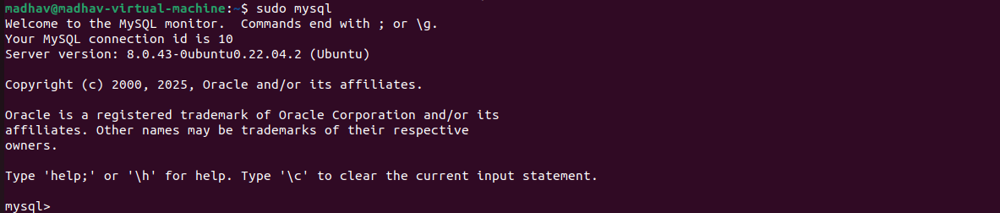 madhav@madhav-virtual-machine:~$ sudo mysql
Welcome to the MySQL monitor.  Commands end with ; or \g.
Your MySQL connection id is 10
Server version: 8.0.43-0ubuntu0.22.04.2 (Ubuntu)
Copyright (c) 2000, 2025, Oracle and/or its affiliates.
Oracle is a registered trademark of Oracle Corporation and/or its
affiliates. Other names may be trademarks of their respective
owners.
Type 'help;' or '\h' for help. Type '\c' to clear the current input statement.
mysql>